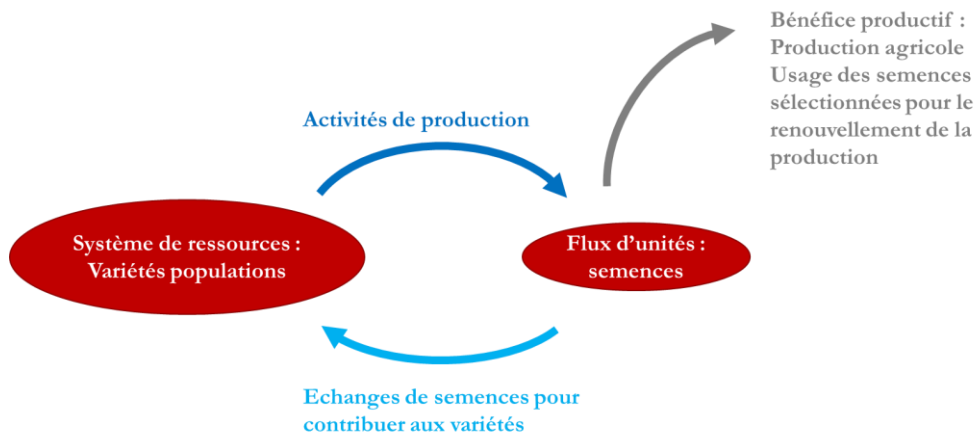 Bénéfice productif :
Production agricole
Usage des semences
sélectionnées pour le
renouvellement de la
production
Activités de production
Système de ressources :
Variétés populations
Flux d’unités :
semences
Echanges de semences pour
contribuer aux variétés